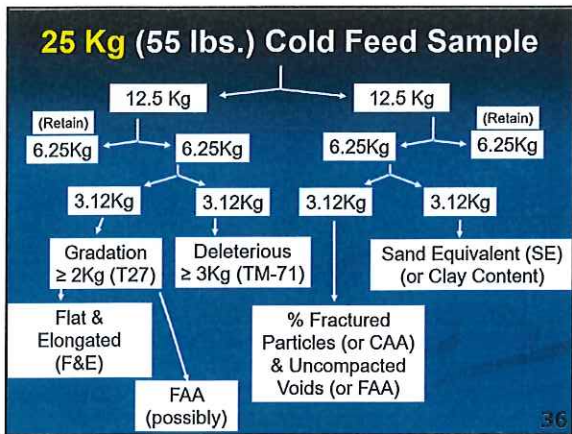 25 Kg (55 lbs.) Cold Feed Sample
12.5 Kg
12.5 Kg
(Retain)
6.25Kg
6.25Kg
6.25Kg
(Retain)
6.25Kg
3.12Kg
3.12Kg
3.12Kg
3.12Kg
Gradation
≥ 2Kg (T27)
Deleterious
≥ 3Kg (TM-71)
Sand Equivalent (SE)
(or Clay Content)
Flat &
Elongated
(F&E)
FAA
(possibly)
% Fractured
Particles (or CAA)
& Uncompacted
Voids (or FAA)
36